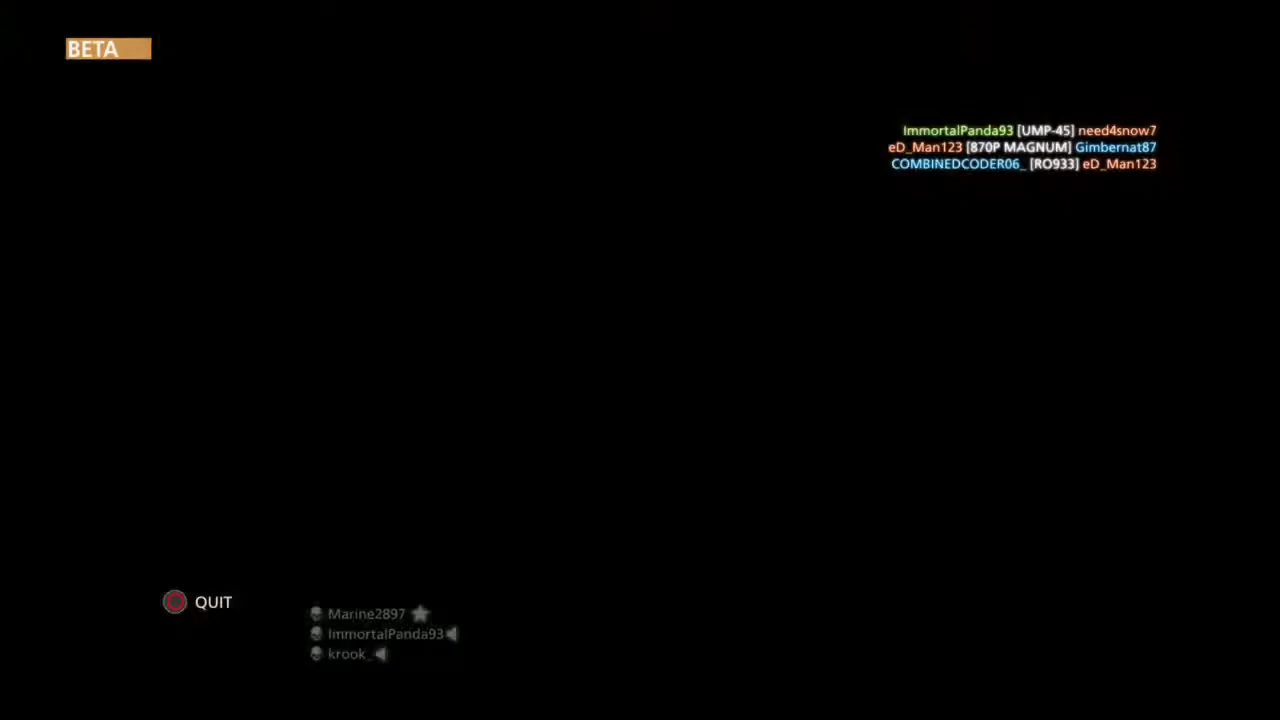 BETA
ImmortalPanda93 [UMP-45] need4snow7
eD_Man123 [870P MAGNUM] Gimbernat87
COMBINEDCODER06_ [RO933] eD_Man123
QUIT
Marine2897
ImmortalPanda93
krook_